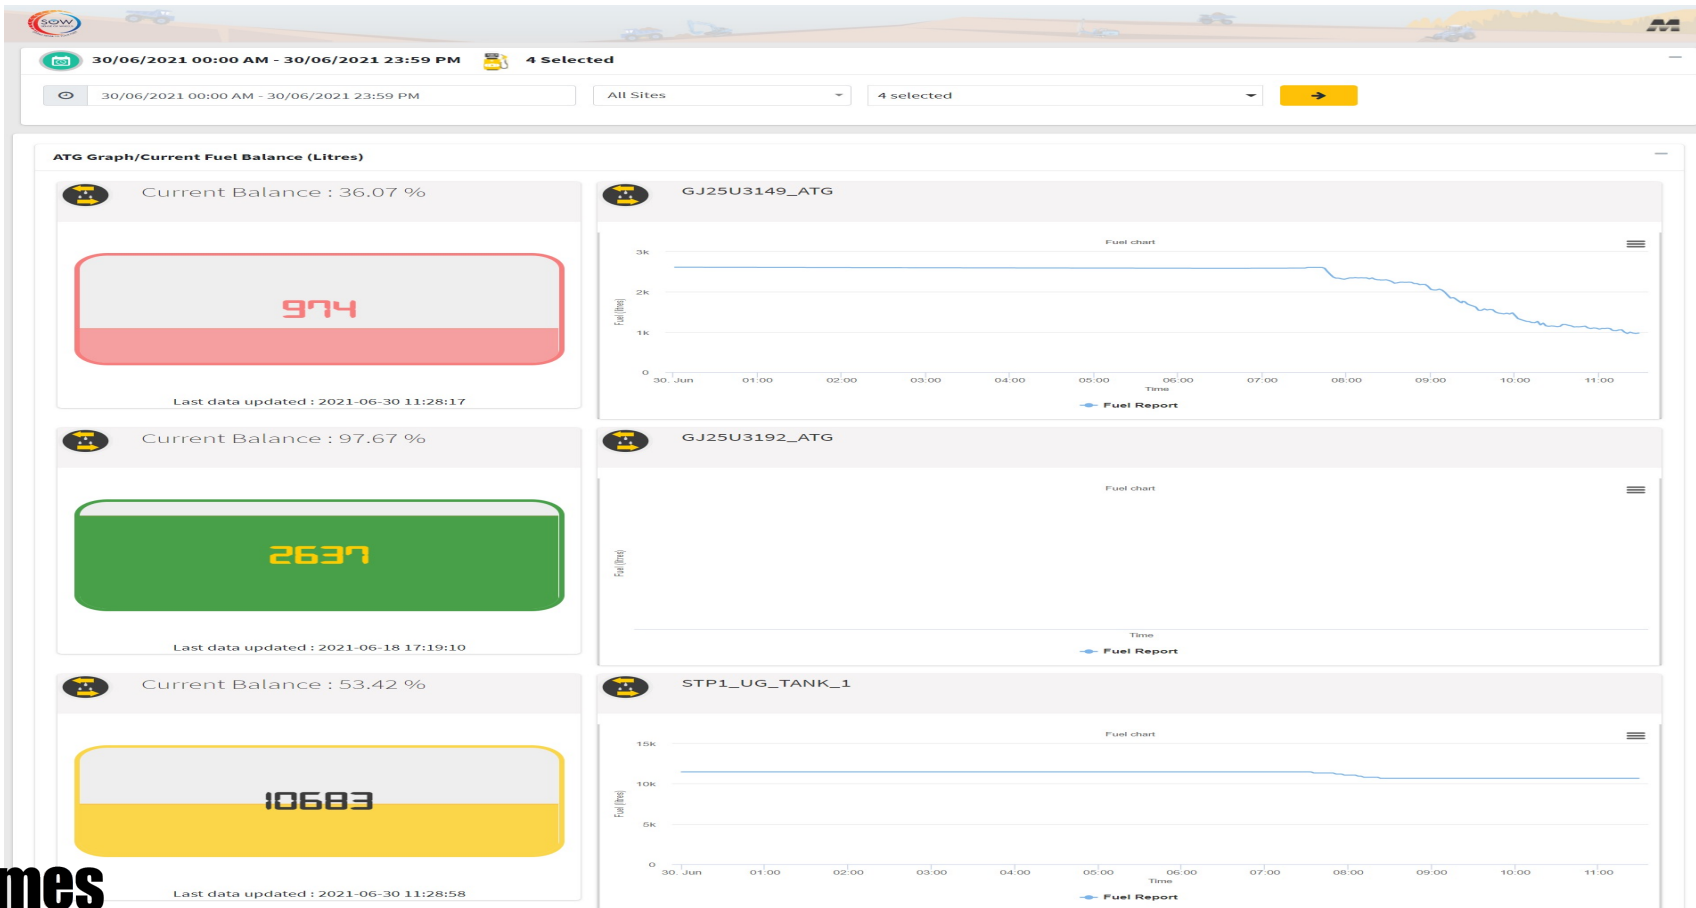 SOW
30/06/2021 00:00 AM - 30/06/2021 23:59 PM 4 Selected
30/06/2021 00:00 AM - 30/06/2021 23:59 PM All Sites 4 selected
ATG Graph/Current Fuel Balance (Litres)
Current Balance : 36.07 %
974
Last data updated : 2021-06-30 11:28:17
GJ25U3149_ATG
Fuel chart
Fuel (litres)
3k
2k
1k
0
30. Jun 01:00 02:00 03:00 04:00 05:00 06:00 07:00 08:00 09:00 10:00 11:00
Time
Fuel Report
Current Balance : 97.67 %
2637
Last data updated : 2021-06-18 17:19:10
GJ25U3192_ATG
Fuel chart
Fuel (litres)
Time
Fuel Report
Current Balance : 53.42 %
10683
Last data updated : 2021-06-30 11:28:58
STP1_UG_TANK_1
Fuel chart
Fuel (litres)
15k
10k
5k
0
30. Jun 01:00 02:00 03:00 04:00 05:00 06:00 07:00 08:00 09:00 10:00 11:00
Time
Fuel Report
mes